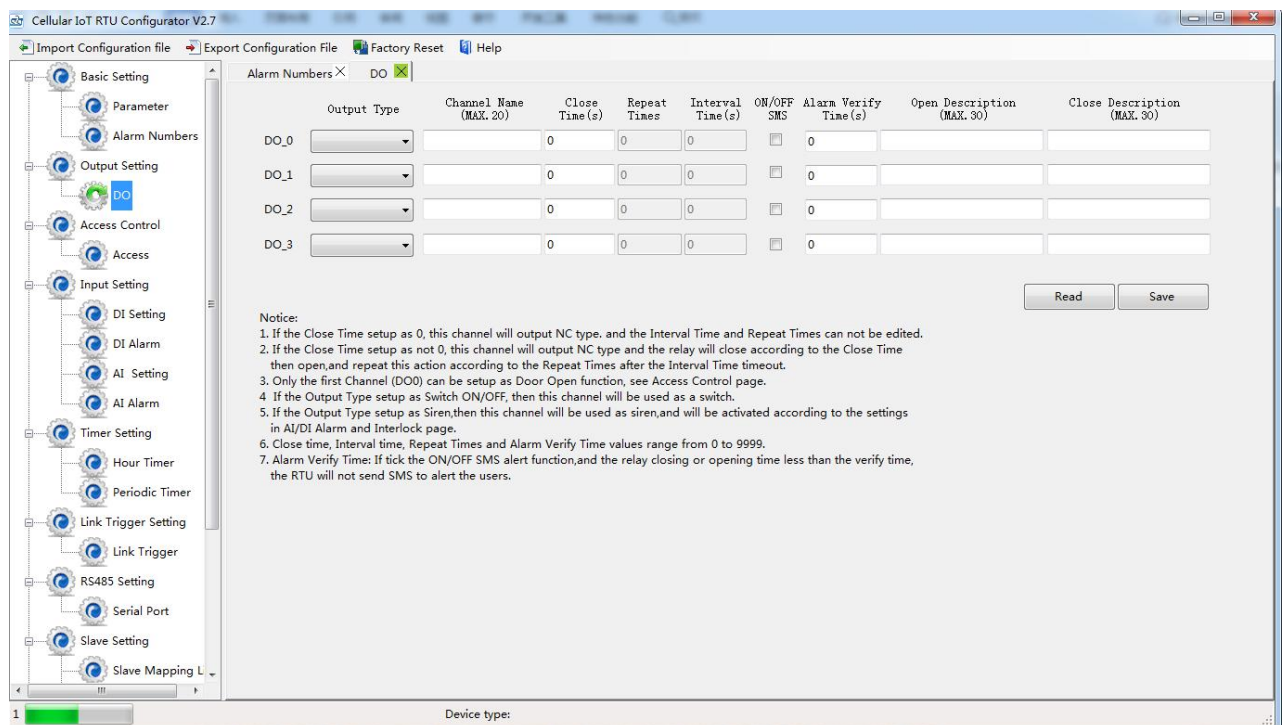 Cellular IoT RTU Configurator V2.7
Import Configuration file Export Configuration File Factory Reset Help
Basic Setting
Parameter
Alarm Numbers
Output Setting
DO
Access Control
Access
Input Setting
DI Setting
DI Alarm
AI Setting
AI Alarm
Timer Setting
Hour Timer
Periodic Timer
Link Trigger Setting
Link Trigger
RS485 Setting
Serial Port
Slave Setting
Slave Mapping L
Alarm Numbers DO
Output Type Channel Name (MAX.20) Close Time(s) Repeat Times Interval Time(s) ON/OFF SMS Alarm Verify Time(s) Open Description (MAX.30) Close Description (MAX.30)
DO_0 0 0 0 0
DO_1 0 0 0 0
DO_2 0 0 0 0
DO_3 0 0 0 0
Read Save
Notice:
1. If the Close Time setup as 0, this channel will output NC type. and the Interval Time and Repeat Times can not be edited.
2. If the Close Time setup as not 0, this channel will output NC type and the relay will close according to the Close Time
then open,and repeat this action according to the Repeat Times after the Interval Time timeout.
3. Only the first Channel (DO0) can be setup as Door Open function, see Access Control page.
4 If the Output Type setup as Switch ON/OFF, then this channel will be used as a switch.
5. If the Output Type setup as Siren,then this channel will be used as siren,and will be activated according to the settings
in AI/DI Alarm and Interlock page.
6. Close time, Interval time, Repeat Times and Alarm Verify Time values range from 0 to 9999.
7. Alarm Verify Time: If tick the ON/OFF SMS alert function,and the relay closing or opening time less than the verify time,
the RTU will not send SMS to alert the users.
1 Device type: